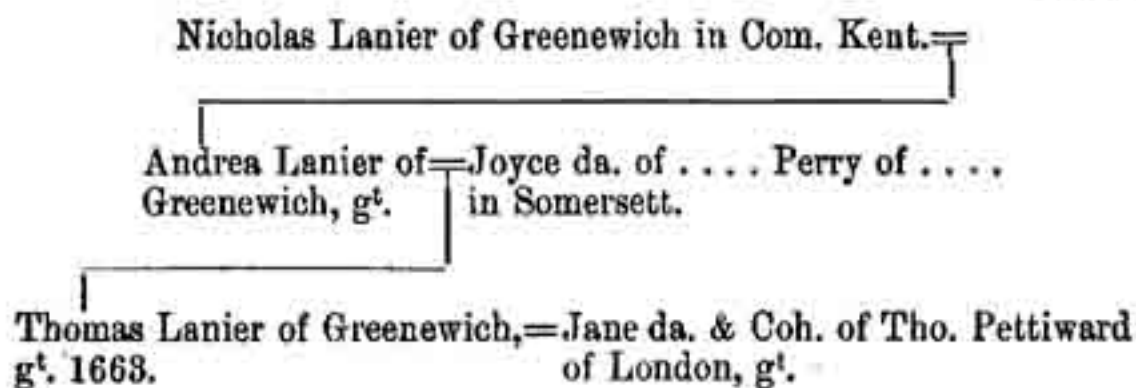 Nicholas Lanier of Greenewich in Com. Kent.=
Andrea Lanier of=Joyce da. of .... Perry of ....
Greenewich, gᵗ. in Somersett.
Thomas Lanier of Greenewich,=Jane da. & Coh. of Tho. Pettiward
gᵗ. 1663. of London, gᵗ.